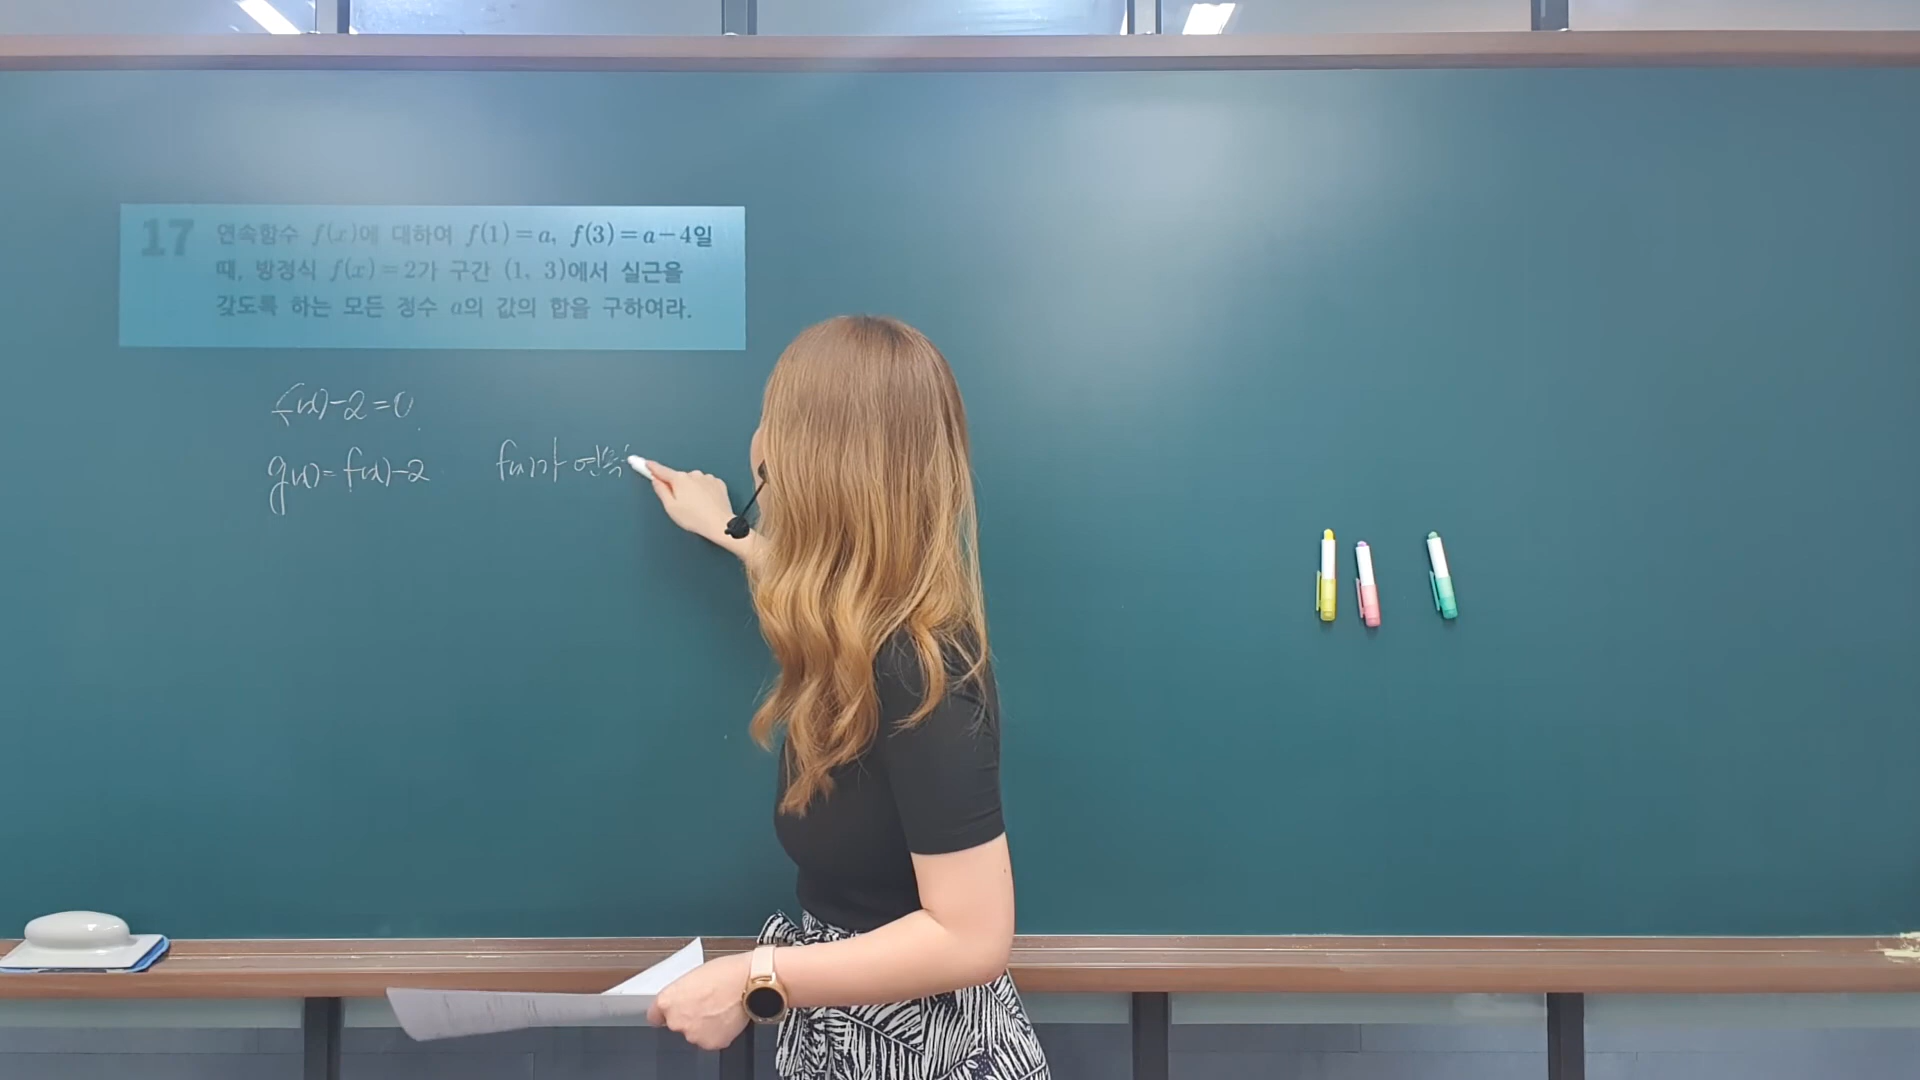 17 연속함수 f(x)에 대하여 f(1)=a, f(3)=a-4일
때, 방정식 f(x)=2가 구간 (1, 3)에서 실근을
갖도록 하는 모든 정수 a의 값의 합을 구하여라.
f(x)-2=0
g(x)=f(x)-2 f(x)가 연속